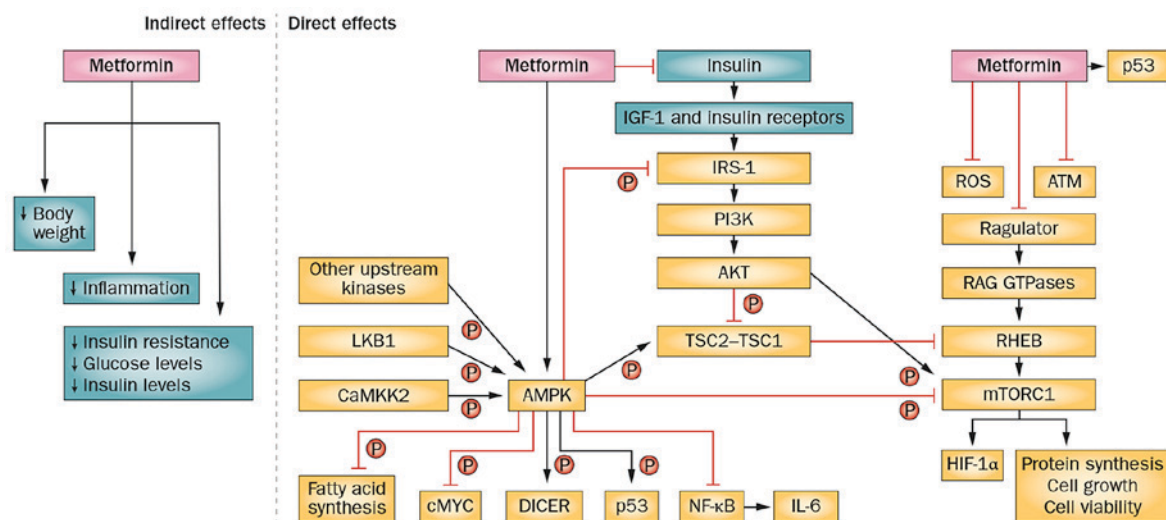 Indirect effects
Direct effects
Metformin
↓ Body
weight
↓ Inflammation
↓ Insulin resistance
↓ Glucose levels
↓ Insulin levels
Metformin
Insulin
IGF-1 and insulin receptors
IRS-1
P
PI3K
AKT
P
TSC2–TSC1
P
Other upstream
kinases
P
LKB1
P
CaMKK2
P
AMPK
P
P
Fatty acid
synthesis
P
cMYC
P
DICER
P
p53
NF-κB
IL-6
Metformin
p53
ROS
ATM
Ragulator
RAG GTPases
RHEB
P
mTORC1
HIF-1α
Protein synthesis
Cell growth
Cell viability